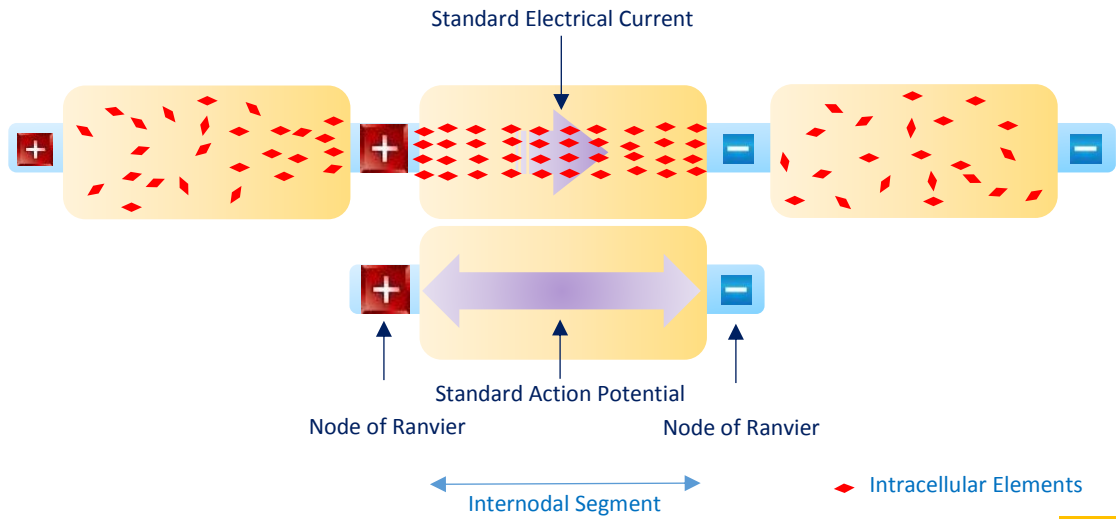 Standard Electrical Current
+
+
−
−
+
−
Standard Action Potential
Node of Ranvier
Node of Ranvier
Internodal Segment
Intracellular Elements